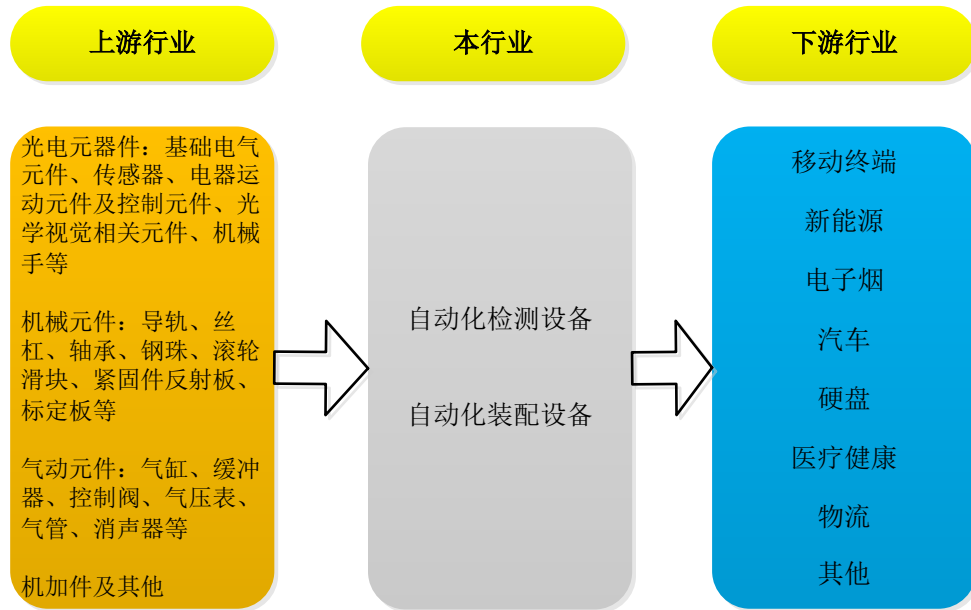 上游行业
本行业
下游行业
光电元器件：基础电气
元件、传感器、电器运
动元件及控制元件、光
学视觉相关元件、机械
手等
机械元件：导轨、丝
杠、轴承、钢珠、滚轮
滑块、紧固件反射板、
标定板等
气动元件：气缸、缓冲
器、控制阀、气压表、
气管、消声器等
机加件及其他
自动化检测设备
自动化装配设备
移动终端
新能源
电子烟
汽车
硬盘
医疗健康
物流
其他